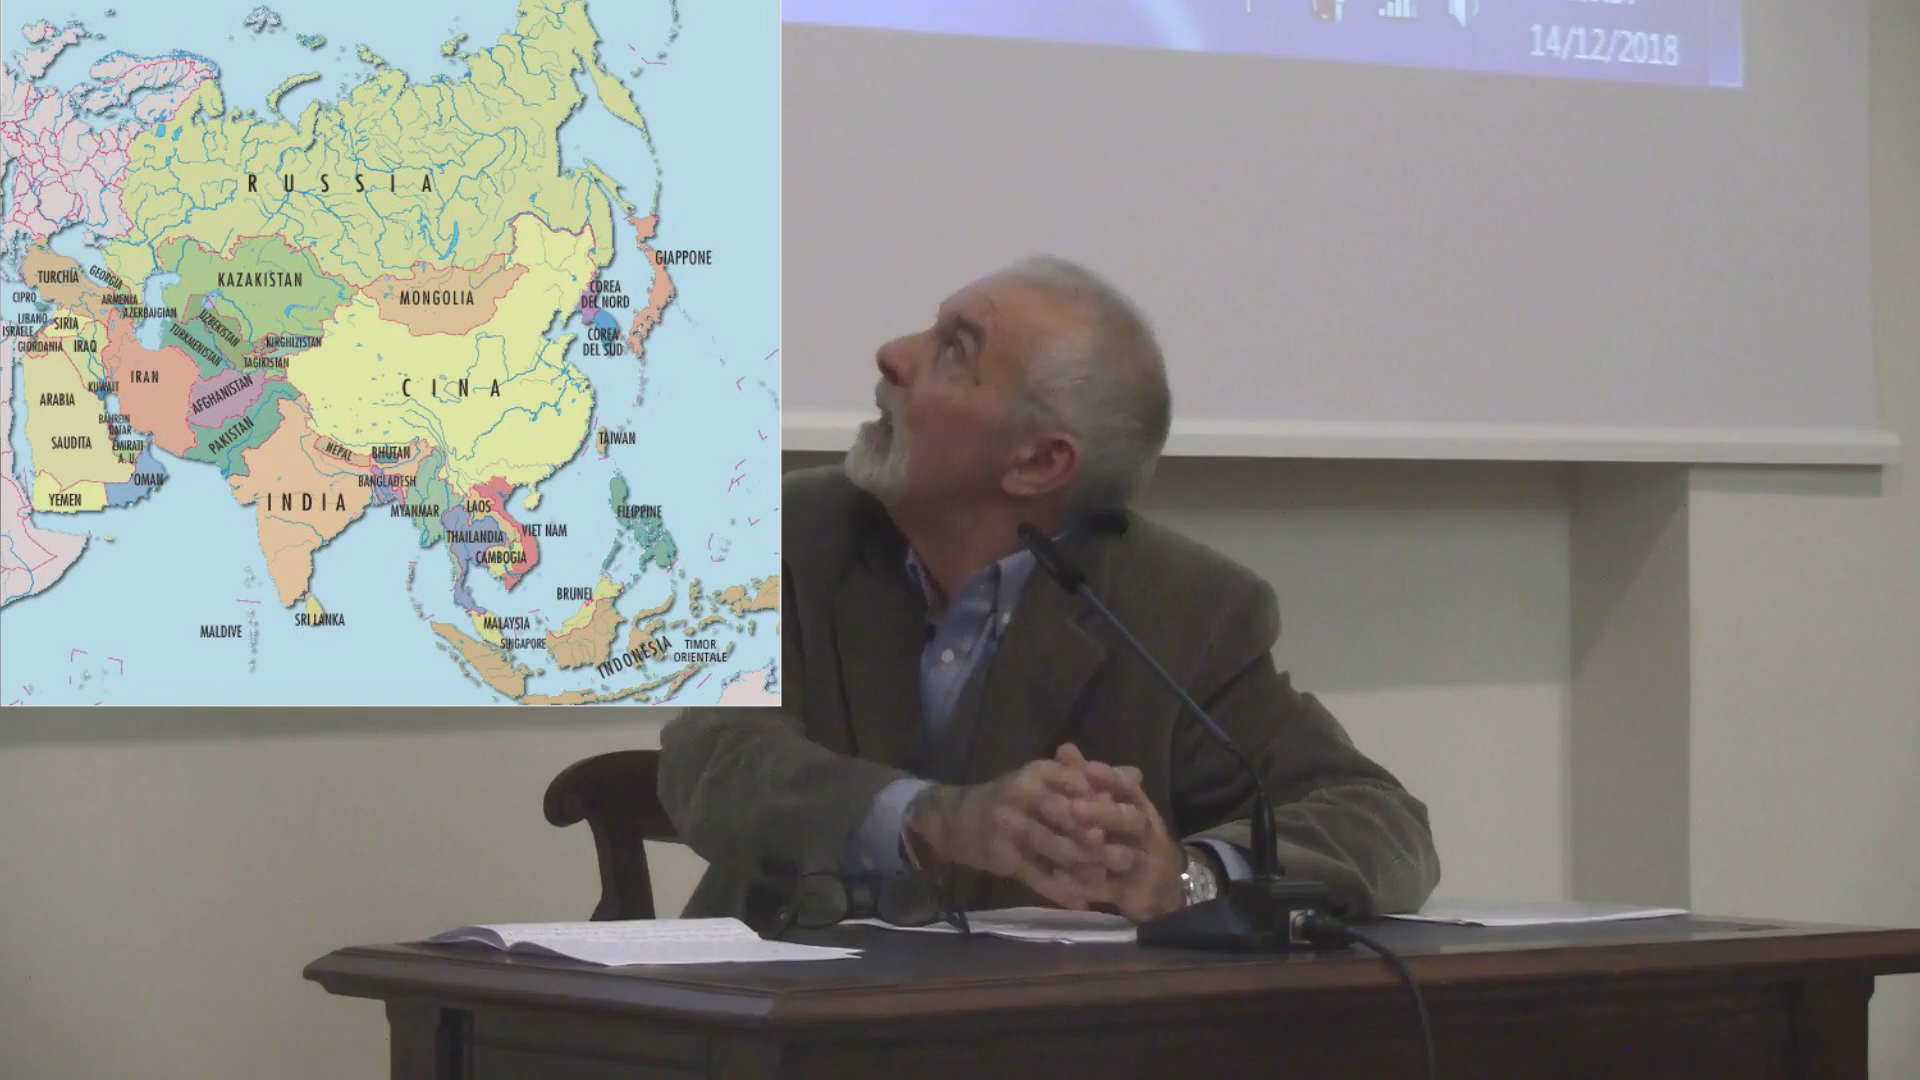 14/12/2018
RUSSIA
GIAPPONE
TURCHIA
GEORGIA
KAZAKISTAN
COREA
DEL NORD
CIPRO
ARMENIA
MONGOLIA
AZERBAIGIAN
LIBANO
SIRIA
UZBEKISTAN
ISRAELE
TURKMENISTAN
COREA
DEL SUD
GIORDANIA
IRAQ
KIRGHIZISTAN
TAGIKISTAN
IRAN
KUWAIT
AFGHANISTAN
CINA
ARABIA
SAUDITA
BAHREIN
QATAR
EMIRATI
A. U.
PAKISTAN
TAIWAN
NEPAL
BHUTAN
OMAN
BANGLADESH
YEMEN
INDIA
MYANMAR
LAOS
FILIPPINE
VIET NAM
THAILANDIA
CAMBOGIA
BRUNEI
SRI LANKA
MALDIVE
MALAYSIA
SINGAPORE
INDONESIA
TIMOR
ORIENTALE